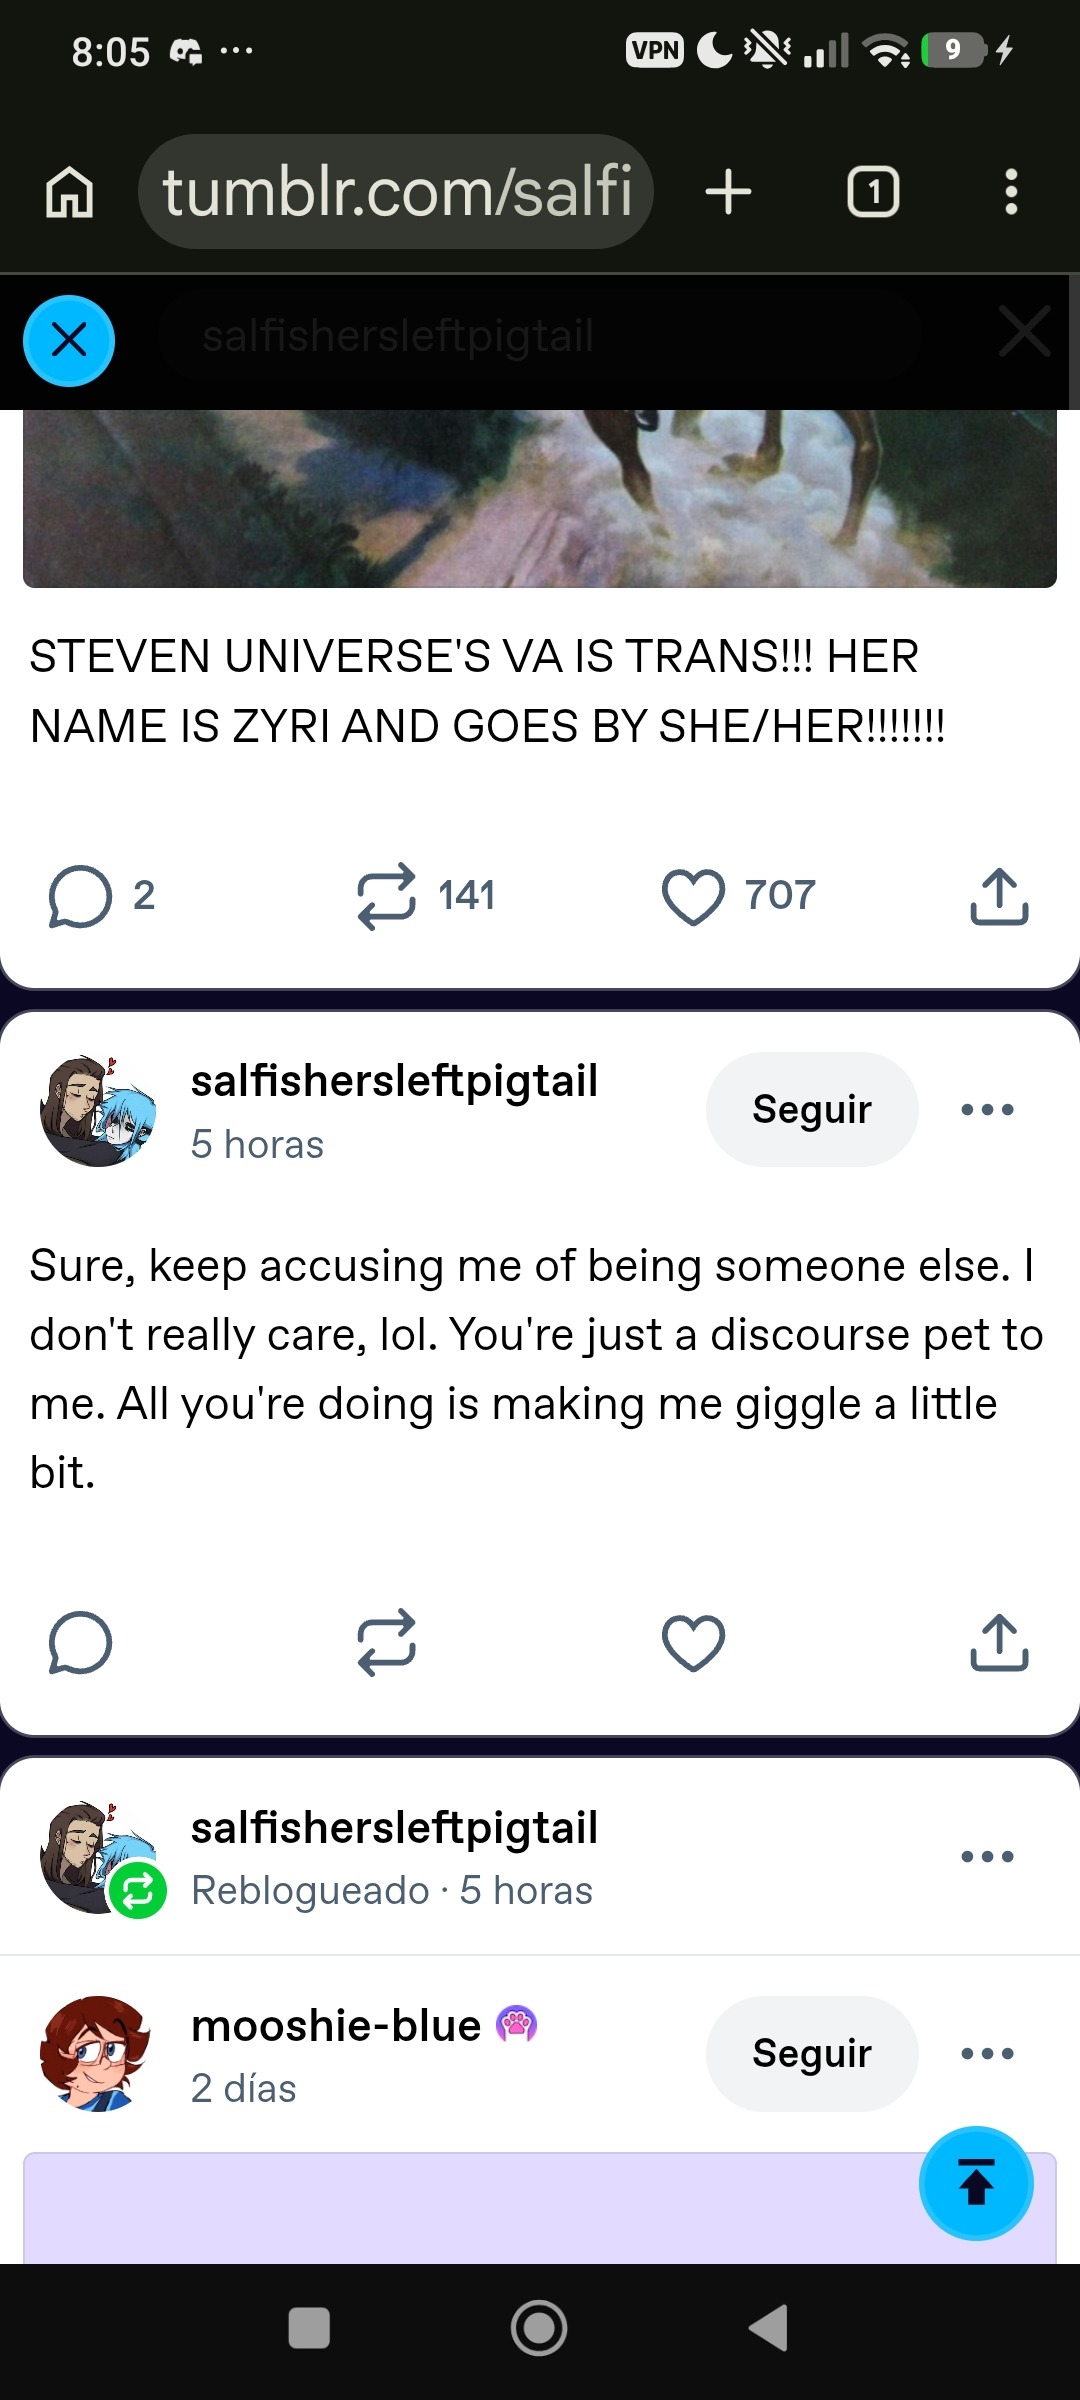 8:05
VPN
9
tumblr.com/salfi
1
salfishersleftpigtail
STEVEN UNIVERSE'S VA IS TRANS!!! HER
NAME IS ZYRI AND GOES BY SHE/HER!!!!!!!
2
141
707
salfishersleftpigtail
Seguir
5 horas
Sure, keep accusing me of being someone else. I
don't really care, lol. You're just a discourse pet to
me. All you're doing is making me giggle a little
bit.
salfishersleftpigtail
Reblogueado · 5 horas
mooshie-blue
Seguir
2 días